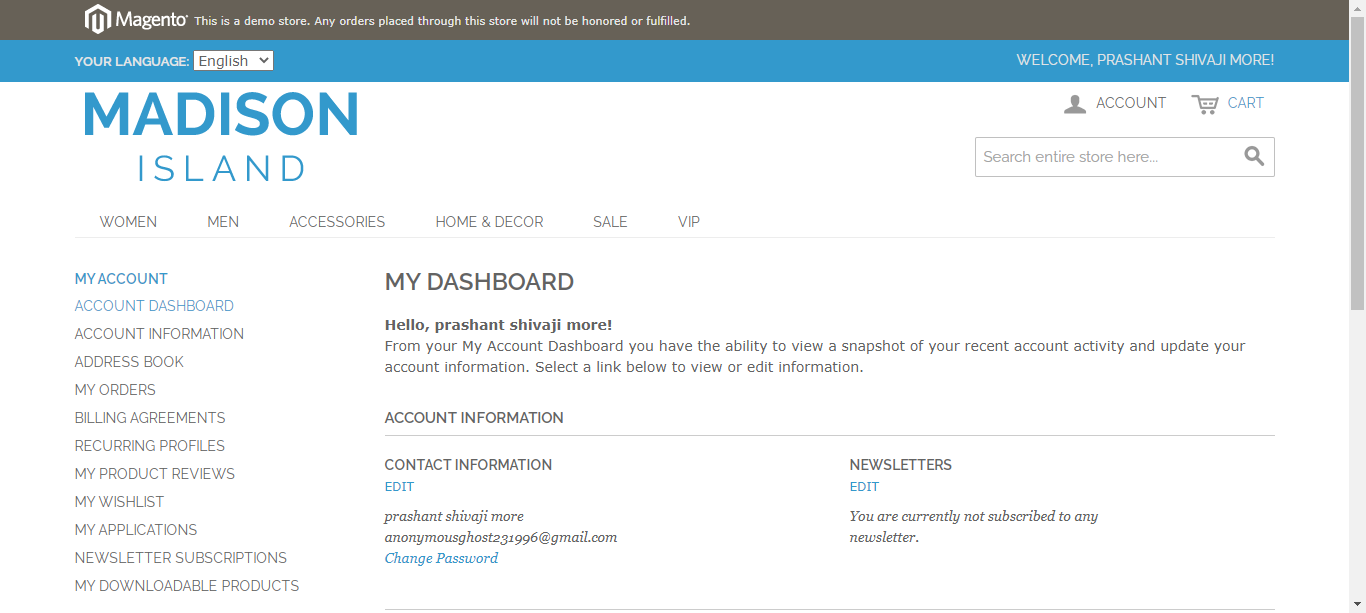 Magento This is a demo store. Any orders placed through this store will not be honored or fulfilled.
YOUR LANGUAGE: English WELCOME, PRASHANT SHIVAJI MORE!
MADISON
ISLAND
ACCOUNT CART
Search entire store here...
WOMEN MEN ACCESSORIES HOME & DECOR SALE VIP
MY ACCOUNT
ACCOUNT DASHBOARD
ACCOUNT INFORMATION
ADDRESS BOOK
MY ORDERS
BILLING AGREEMENTS
RECURRING PROFILES
MY PRODUCT REVIEWS
MY WISHLIST
MY APPLICATIONS
NEWSLETTER SUBSCRIPTIONS
MY DOWNLOADABLE PRODUCTS
MY DASHBOARD
Hello, prashant shivaji more!
From your My Account Dashboard you have the ability to view a snapshot of your recent account activity and update your
account information. Select a link below to view or edit information.
ACCOUNT INFORMATION
CONTACT INFORMATION
EDIT
prashant shivaji more
anonymousghost231996@gmail.com
Change Password
NEWSLETTERS
EDIT
You are currently not subscribed to any
newsletter.